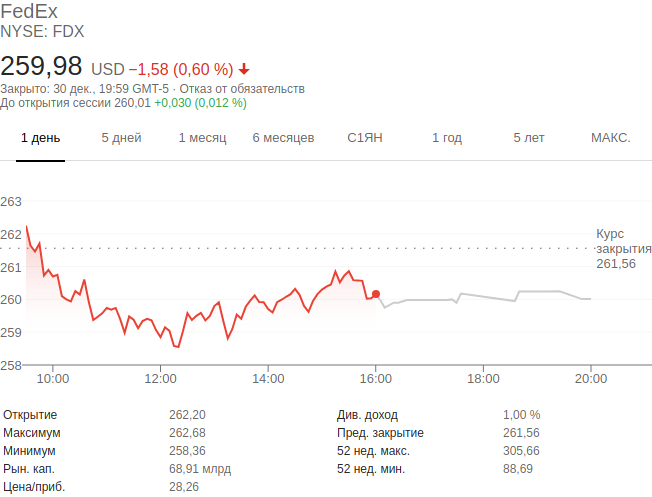 FedEx
NYSE: FDX
259,98 USD −1,58 (0,60 %)
Закрыто: 30 дек., 19:59 GMT-5 · Отказ от обязательств
До открытия сессии 260,01 +0,030 (0,012 %)
1 день 5 дней 1 месяц 6 месяцев С1ЯН 1 год 5 лет МАКС.
263
262
Курс
закрытия
261,56
261
260
259
258
10:00 12:00 14:00 16:00 18:00 20:00
Открытие 262,20 Див. доход 1,00 %
Максимум 262,68 Пред. закрытие 261,56
Минимум 258,36 52 нед. макс. 305,66
Рын. кап. 68,91 млрд 52 нед. мин. 88,69
Цена/приб. 28,26